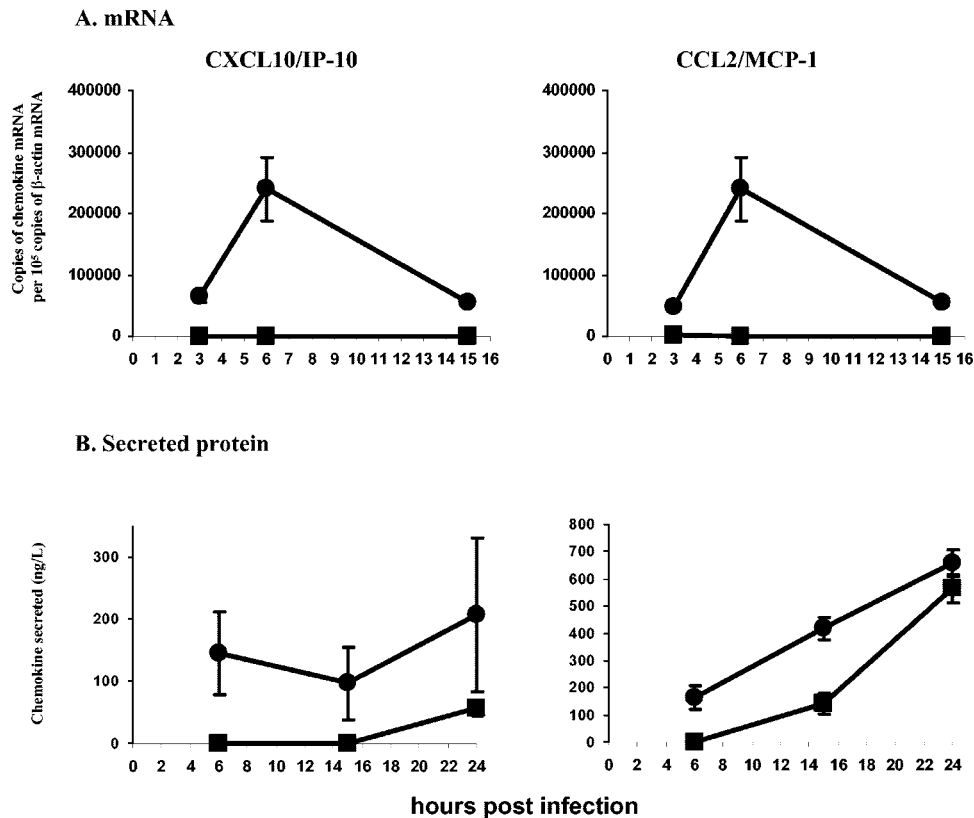 A. mRNA
CXCL10/IP-10
CCL2/MCP-1
Copies of chemokine mRNA
per 10⁵ copies of β-actin mRNA
400000
300000
200000
100000
0
0 1 2 3 4 5 6 7 8 9 10 11 12 13 14 15 16
400000
300000
200000
100000
0
0 1 2 3 4 5 6 7 8 9 10 11 12 13 14 15 16
B. Secreted protein
Chemokine secreted (ng/L)
300
200
100
0
0 2 4 6 8 10 12 14 16 18 20 22 24
800
700
600
500
400
300
200
100
0
0 2 4 6 8 10 12 14 16 18 20 22 24
hours post infection